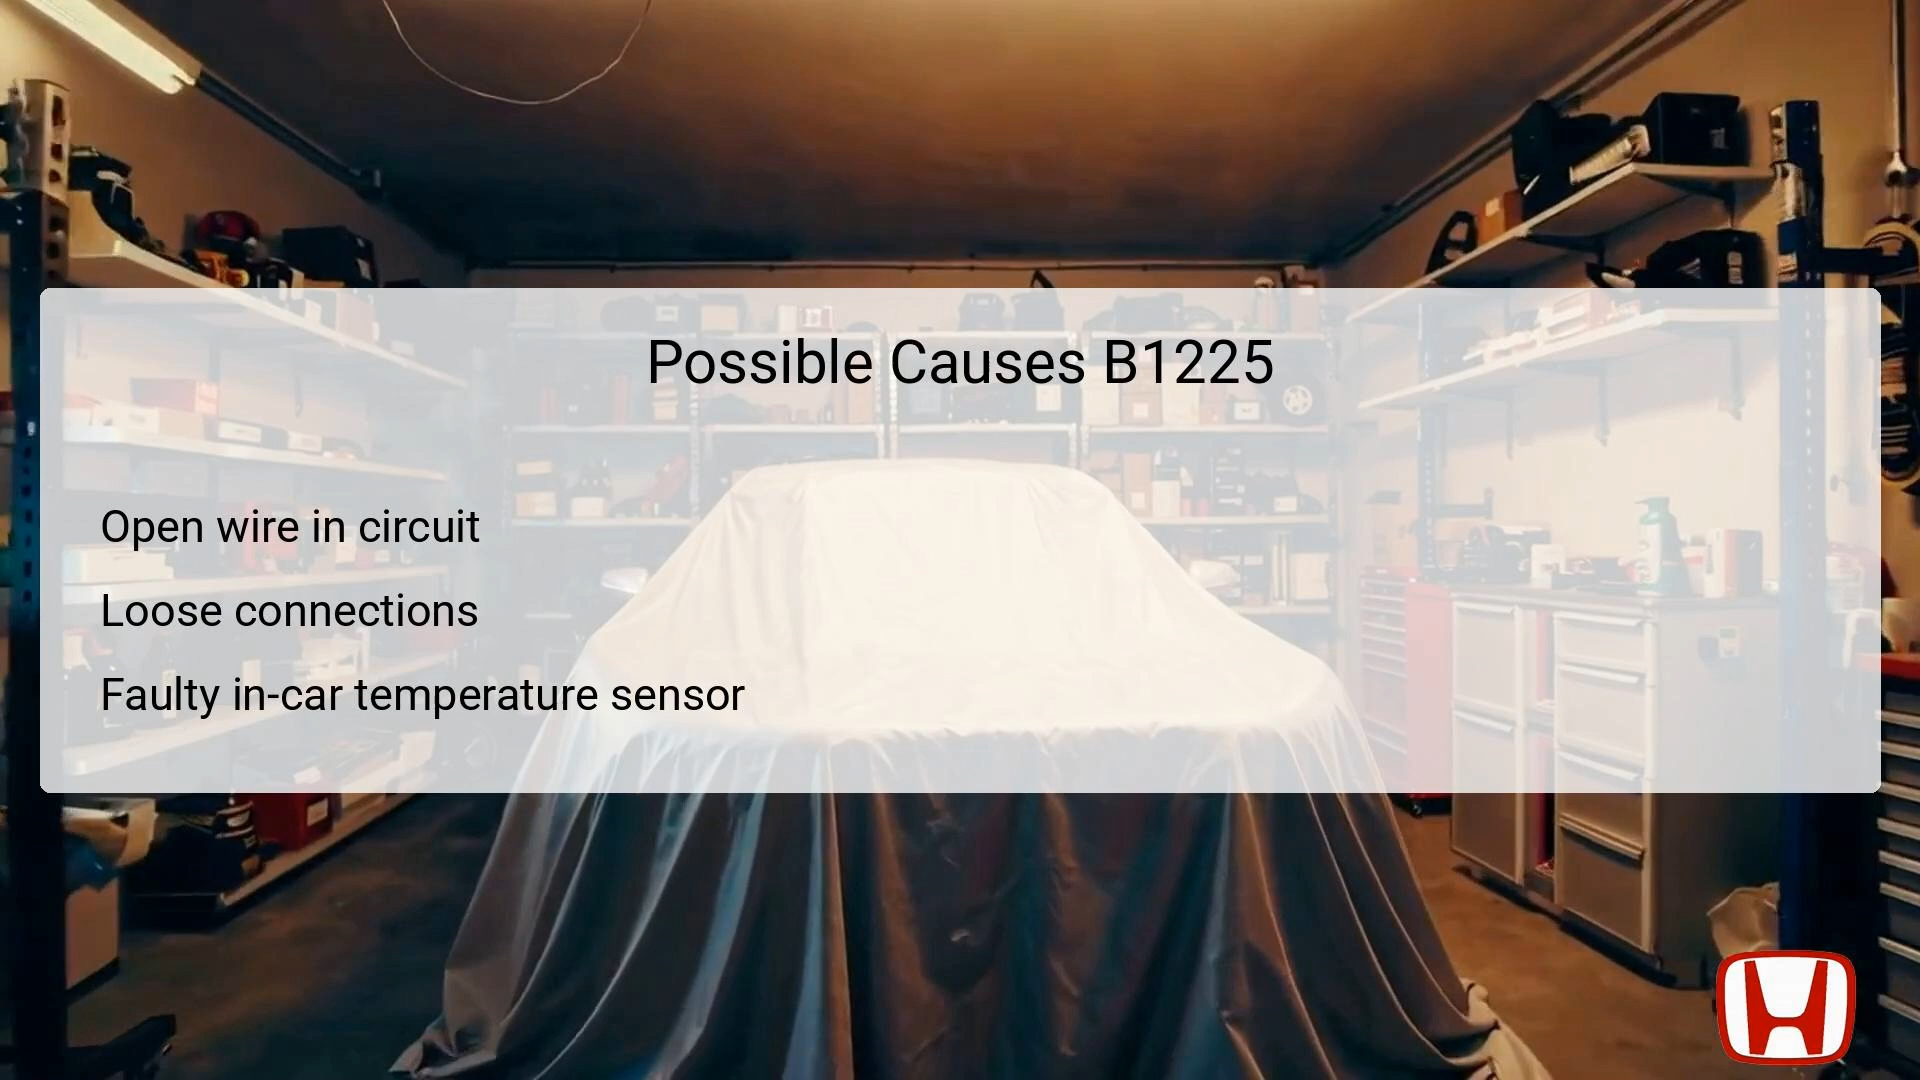 Possible Causes B1225
Open wire in circuit
Loose connections
Faulty in-car temperature sensor